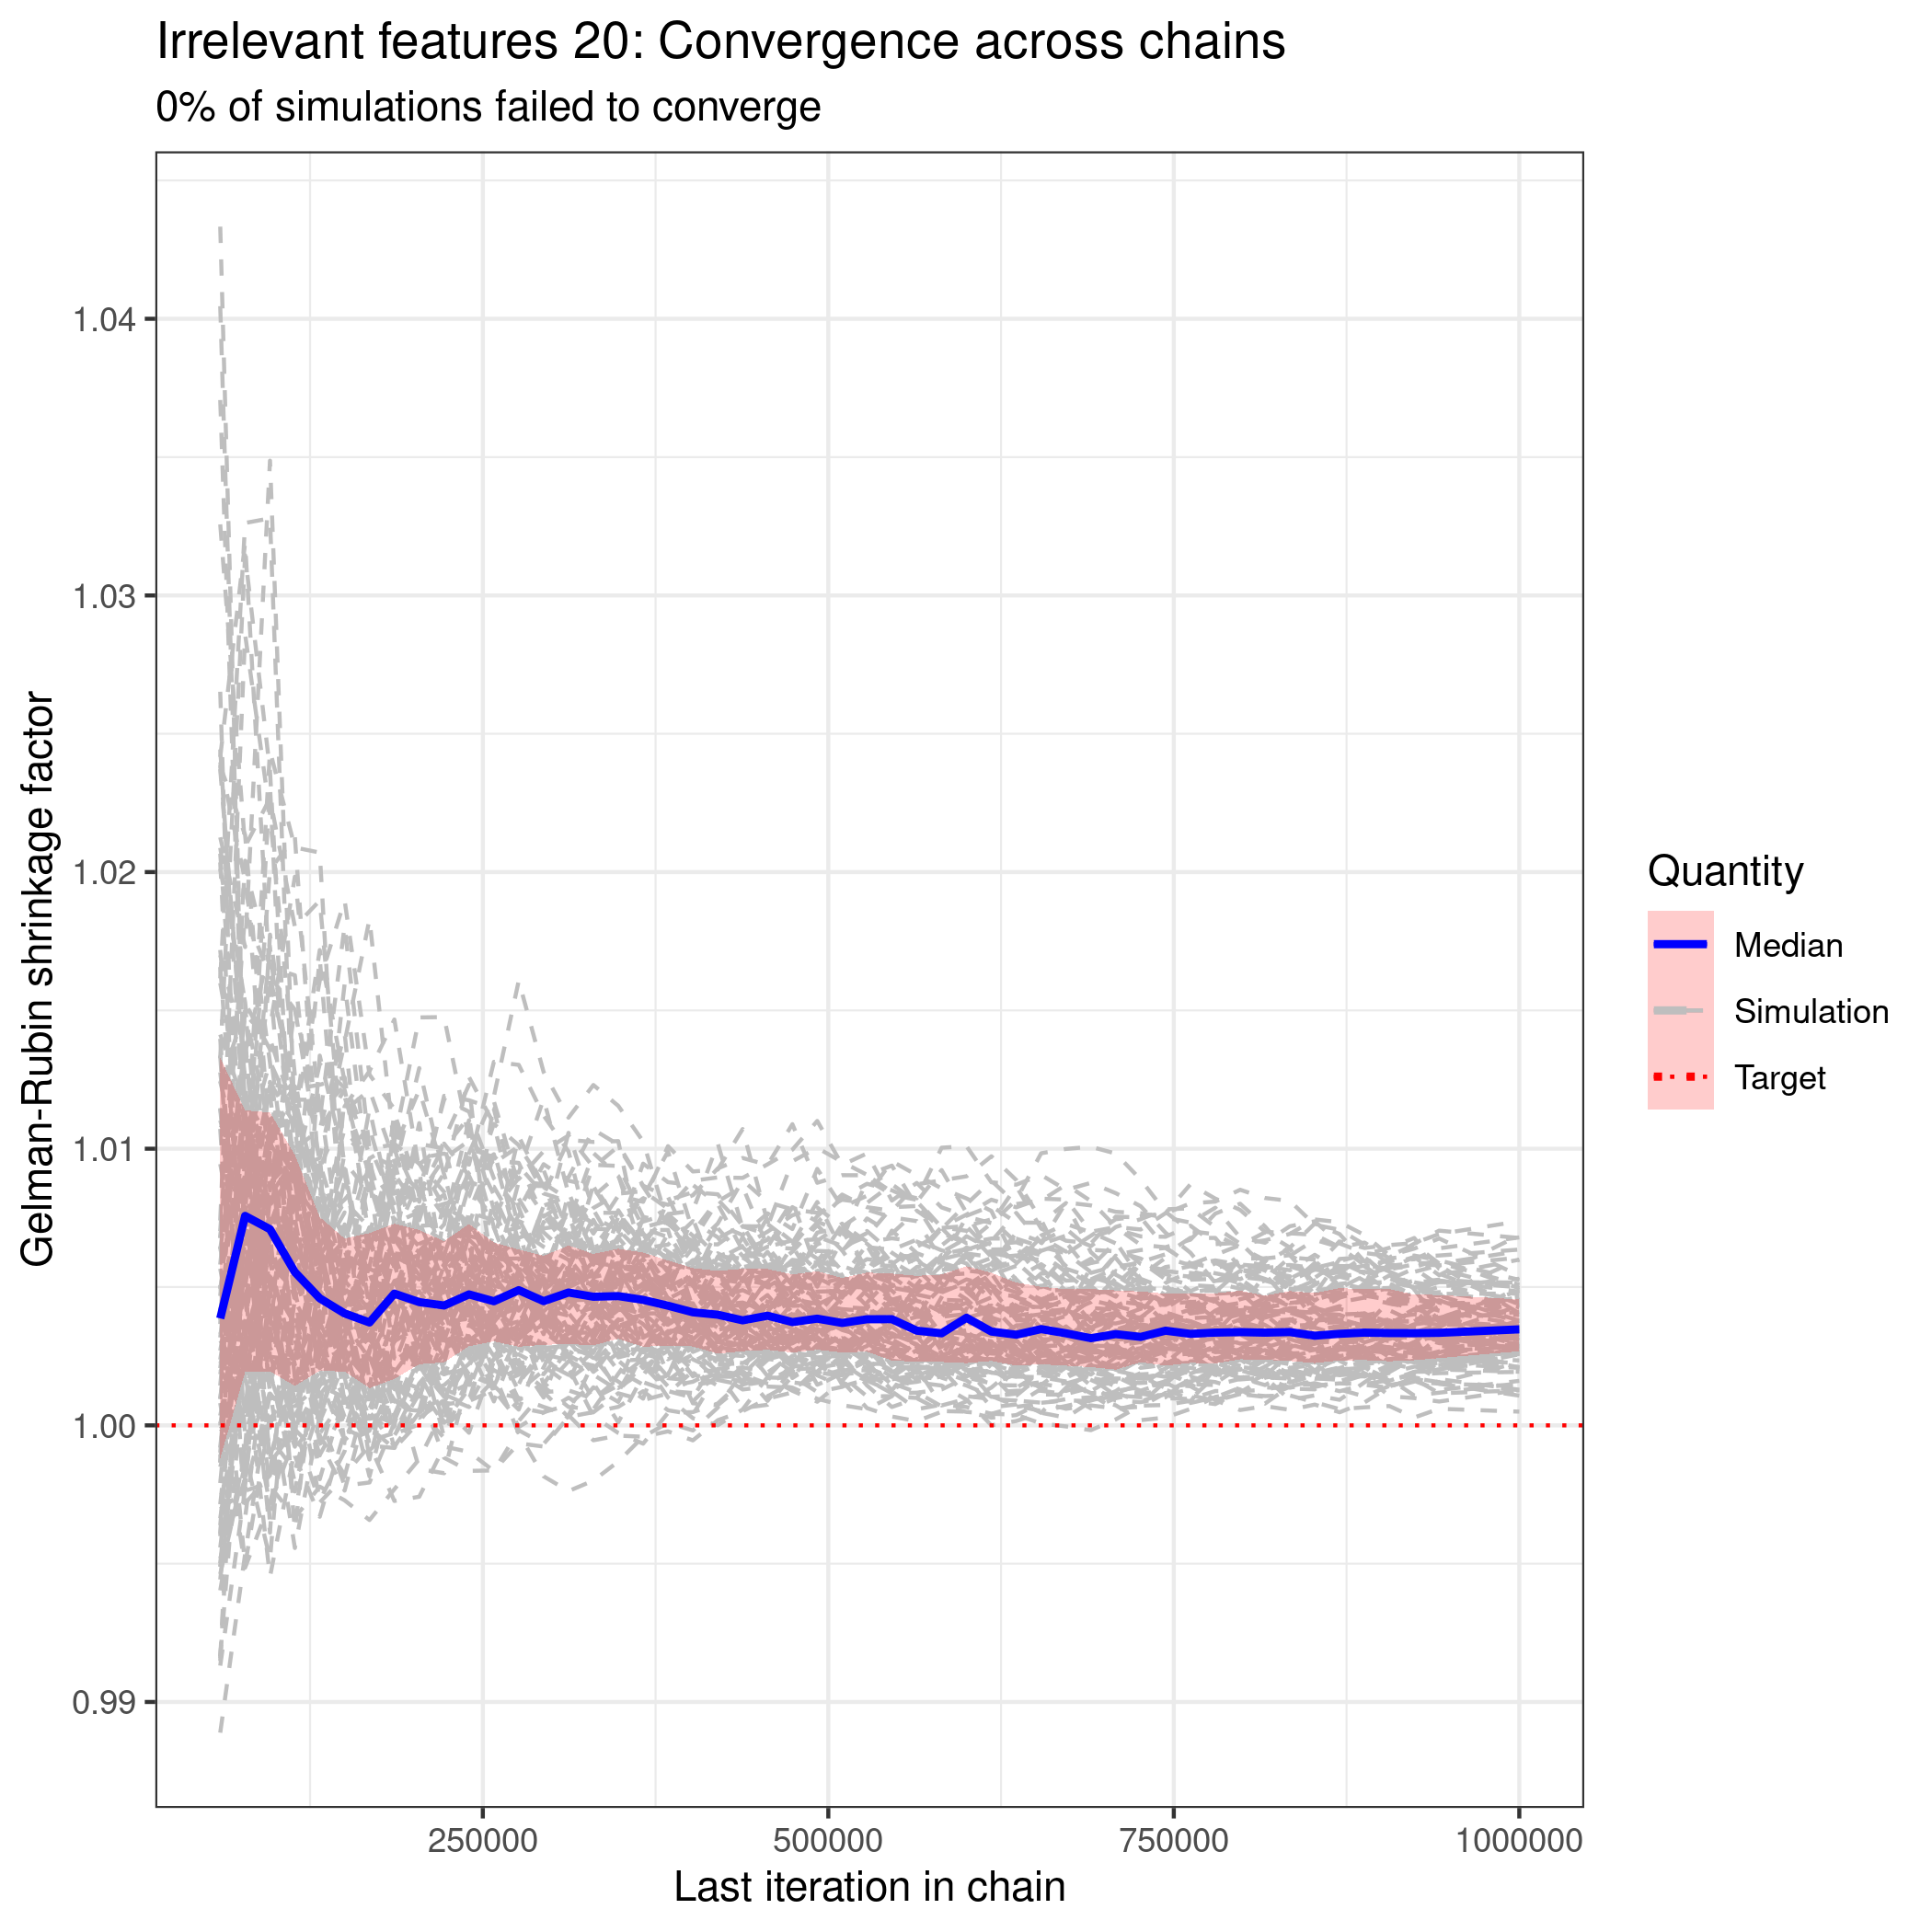 Irrelevant features 20: Convergence across chains
0% of simulations failed to converge
Gelman-Rubin shrinkage factor
1.04
1.03
1.02
1.01
1.00
0.99
250000
500000
750000
1000000
Last iteration in chain
Quantity
Median
Simulation
Target